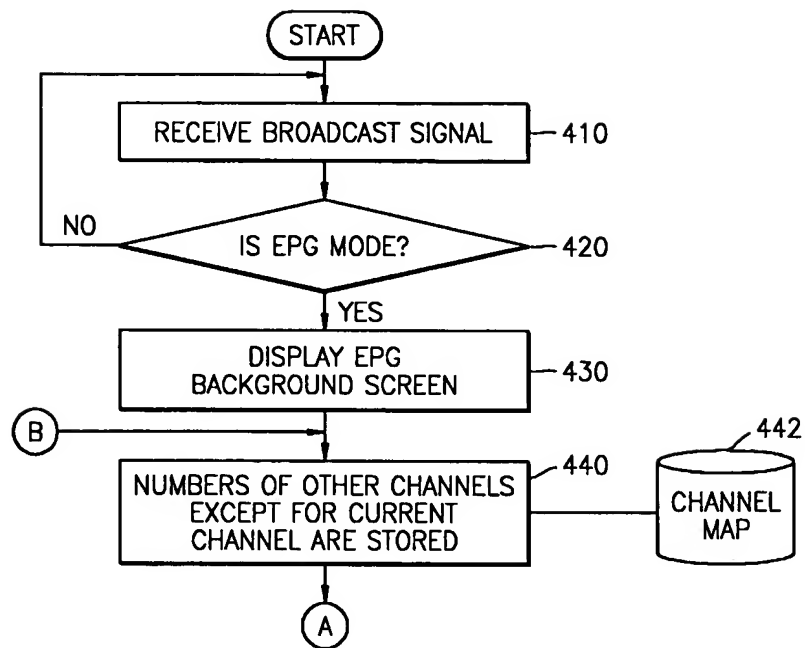 START
RECEIVE BROADCAST SIGNAL
410
NO
IS EPG MODE?
420
YES
DISPLAY EPG
BACKGROUND SCREEN
430
B
440
442
NUMBERS OF OTHER CHANNELS
EXCEPT FOR CURRENT
CHANNEL ARE STORED
CHANNEL
MAP
A